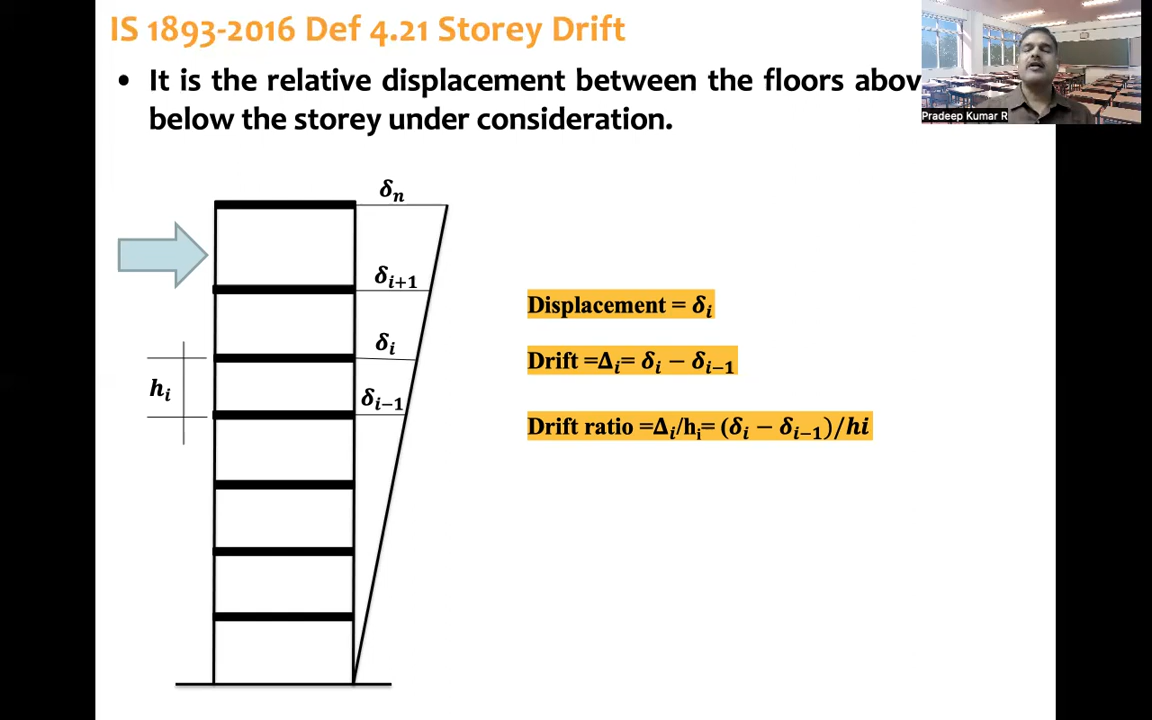 IS 1893-2016 Def 4.21 Storey Drift
• It is the relative displacement between the floors abov
below the storey under consideration.
Pradeep Kumar R
δₙ
δᵢ₊₁
Displacement = δᵢ
δᵢ
Drift =Δᵢ= δᵢ − δᵢ₋₁
hᵢ
δᵢ₋₁
Drift ratio =Δᵢ/hᵢ= (δᵢ − δᵢ₋₁)/hi